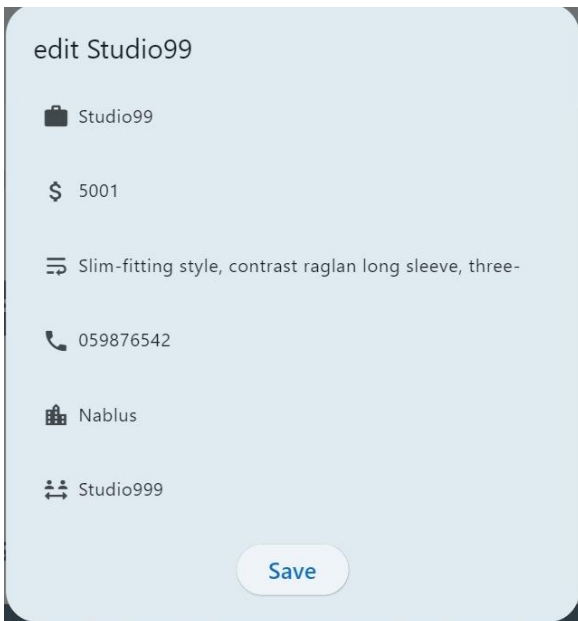 edit Studio99
Studio99
$ 5001
Slim-fitting style, contrast raglan long sleeve, three-
059876542
Nablus
Studio999
Save